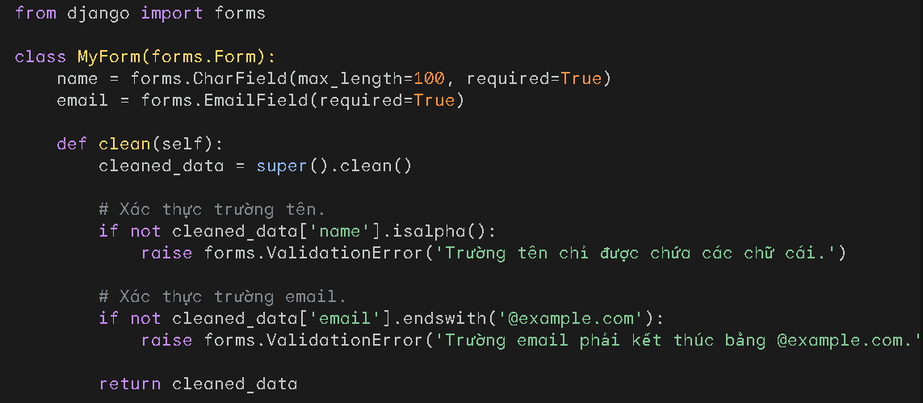 from django import forms

class MyForm(forms.Form):
    name = forms.CharField(max_length=100, required=True)
    email = forms.EmailField(required=True)

    def clean(self):
        cleaned_data = super().clean()

        # Xác thực trường tên.
        if not cleaned_data['name'].isalpha():
            raise forms.ValidationError('Trường tên chỉ được chứa các chữ cái.')

        # Xác thực trường email.
        if not cleaned_data['email'].endswith('@example.com'):
            raise forms.ValidationError('Trường email phải kết thúc bằng @example.com.'

        return cleaned_data